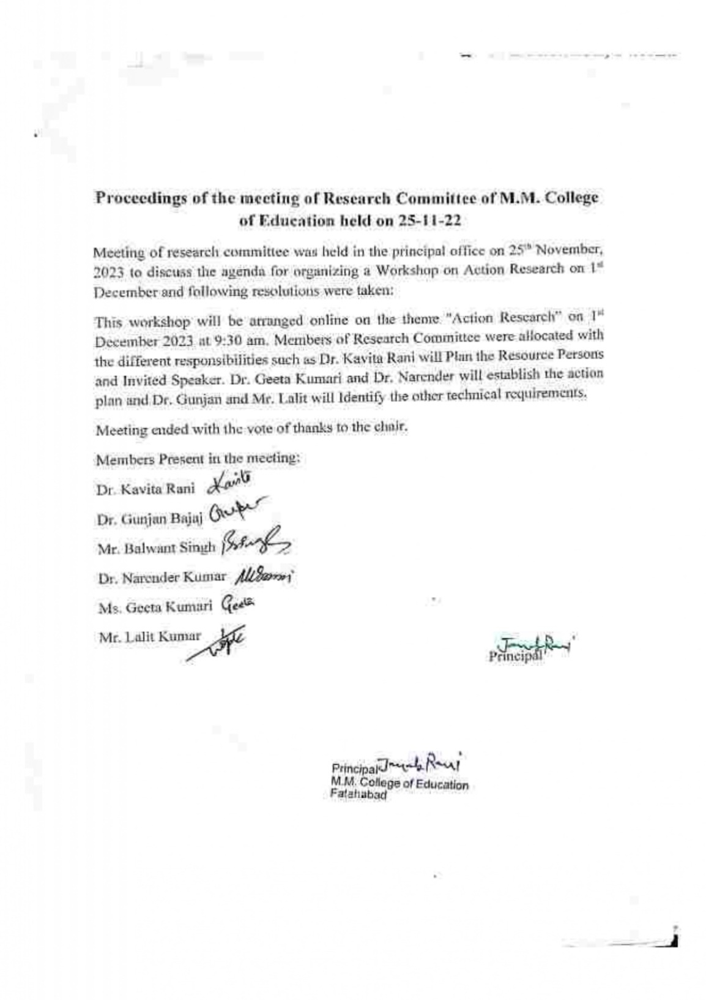 Proceedings of the meeting of Research Committee of M.M. College
of Education held on 25-11-22
Meeting of research committee was held in the principal office on 25th November,
2023 to discuss the agenda for organizing a Workshop on Action Research on 1st
December and following resolutions were taken:
This workshop will be arranged online on the theme "Action Research" on 1st
December 2023 at 9:30 am. Members of Research Committee were allocated with
the different responsibilities such as Dr. Kavita Rani will Plan the Resource Persons
and Invited Speaker. Dr. Geeta Kumari and Dr. Narender will establish the action
plan and Dr. Gunjan and Mr. Lalit will Identify the other technical requirements.
Meeting ended with the vote of thanks to the chair.
Members Present in the meeting:
Dr. Kavita Rani
Dr. Gunjan Bajaj
Mr. Balwant Singh
Dr. Narender Kumar
Ms. Geeta Kumari Geeta
Mr. Lalit Kumar
Principal
Principal
M.M. College of Education
Fatahabad